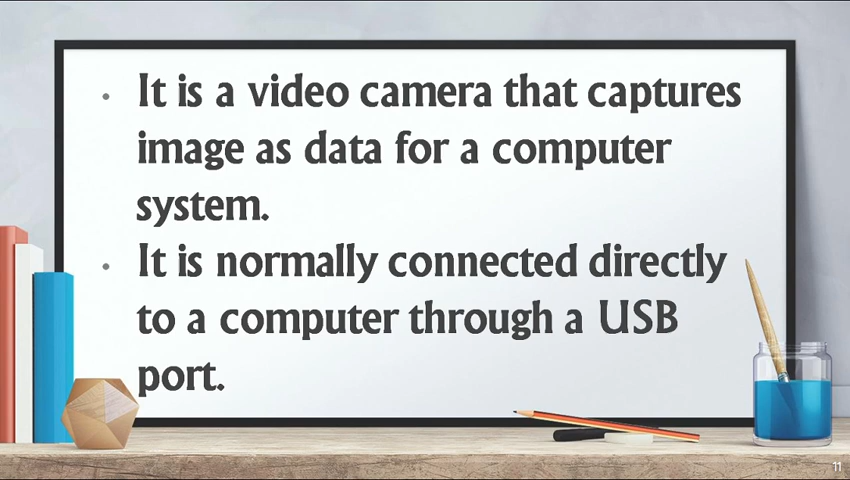 • It is a video camera that captures
image as data for a computer
system.
• It is normally connected directly
to a computer through a USB
port.
11